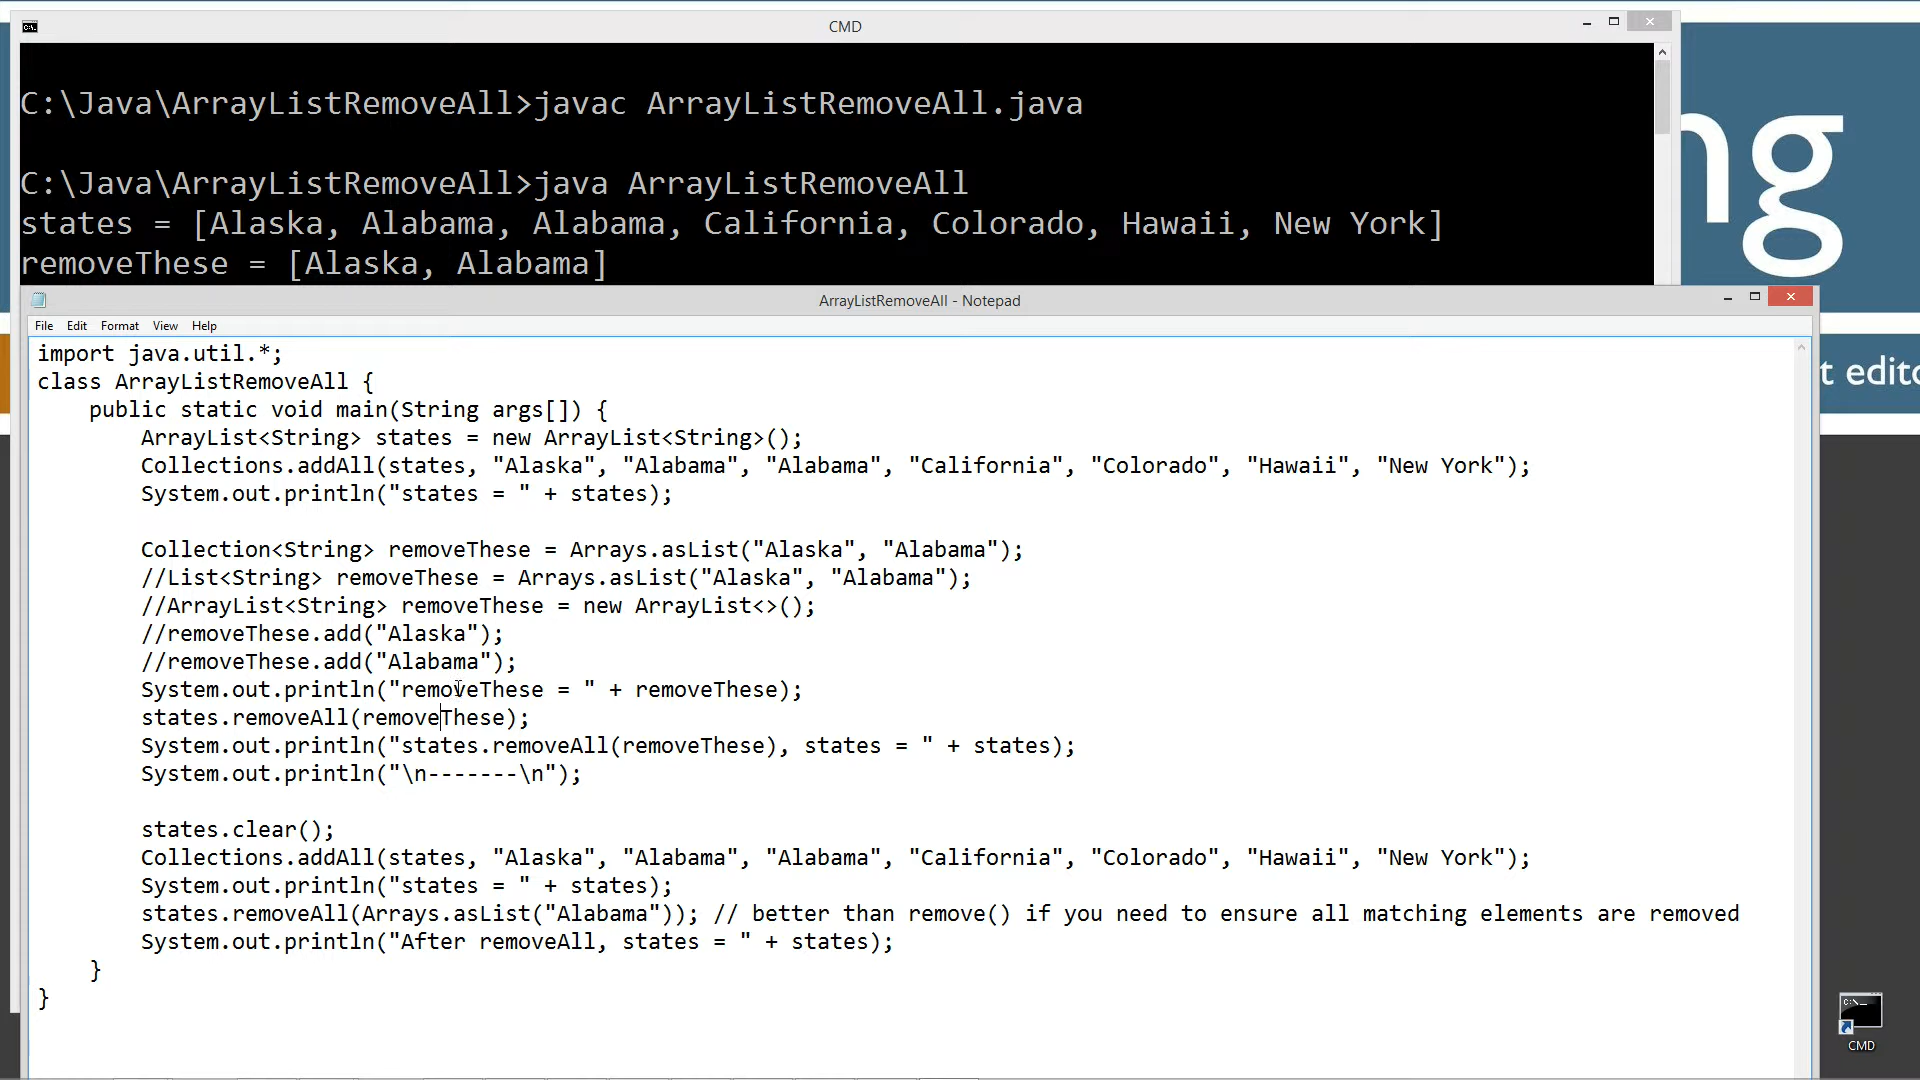 CMD
C:\Java\ArrayListRemoveAll>javac ArrayListRemoveAll.java
C:\Java\ArrayListRemoveAll>java ArrayListRemoveAll
states = [Alaska, Alabama, Alabama, California, Colorado, Hawaii, New York]
removeThese = [Alaska, Alabama]
ng
ArrayListRemoveAll - Notepad
File Edit Format View Help
t edito
import java.util.*;
class ArrayListRemoveAll {
    public static void main(String args[]) {
        ArrayList<String> states = new ArrayList<String>();
        Collections.addAll(states, "Alaska", "Alabama", "Alabama", "California", "Colorado", "Hawaii", "New York");
        System.out.println("states = " + states);
        Collection<String> removeThese = Arrays.asList("Alaska", "Alabama");
        //List<String> removeThese = Arrays.asList("Alaska", "Alabama");
        //ArrayList<String> removeThese = new ArrayList<>();
        //removeThese.add("Alaska");
        //removeThese.add("Alabama");
        System.out.println("removeThese = " + removeThese);
        states.removeAll(removeThese);
        System.out.println("states.removeAll(removeThese), states = " + states);
        System.out.println("\n-------\n");
        states.clear();
        Collections.addAll(states, "Alaska", "Alabama", "Alabama", "California", "Colorado", "Hawaii", "New York");
        System.out.println("states = " + states);
        states.removeAll(Arrays.asList("Alabama")); // better than remove() if you need to ensure all matching elements are removed
        System.out.println("After removeAll, states = " + states);
    }
}
CMD